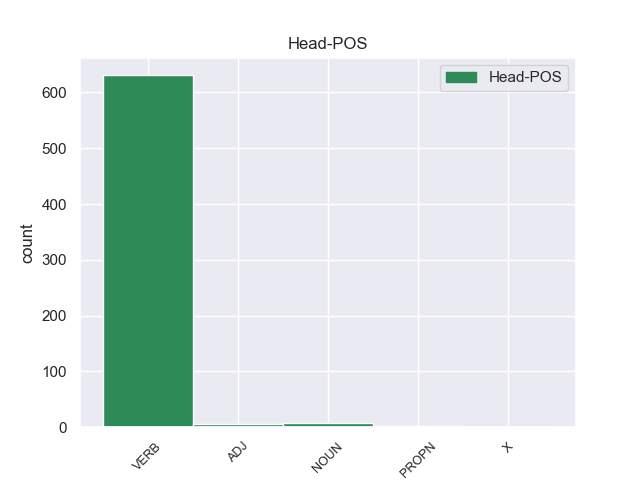 Head-POS
Head-POS
600
500
400
300
200
100
0
count
VERB
ADJ
NOUN
PROPN
X